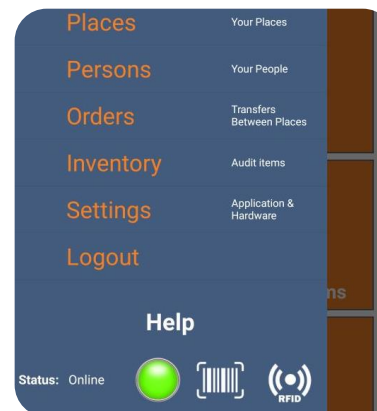 Places Your Places
Persons Your People
Orders Transfers
Between Places
Inventory Audit items
Settings Application &
Hardware
Logout
ns
Help
Status: Online
RFID